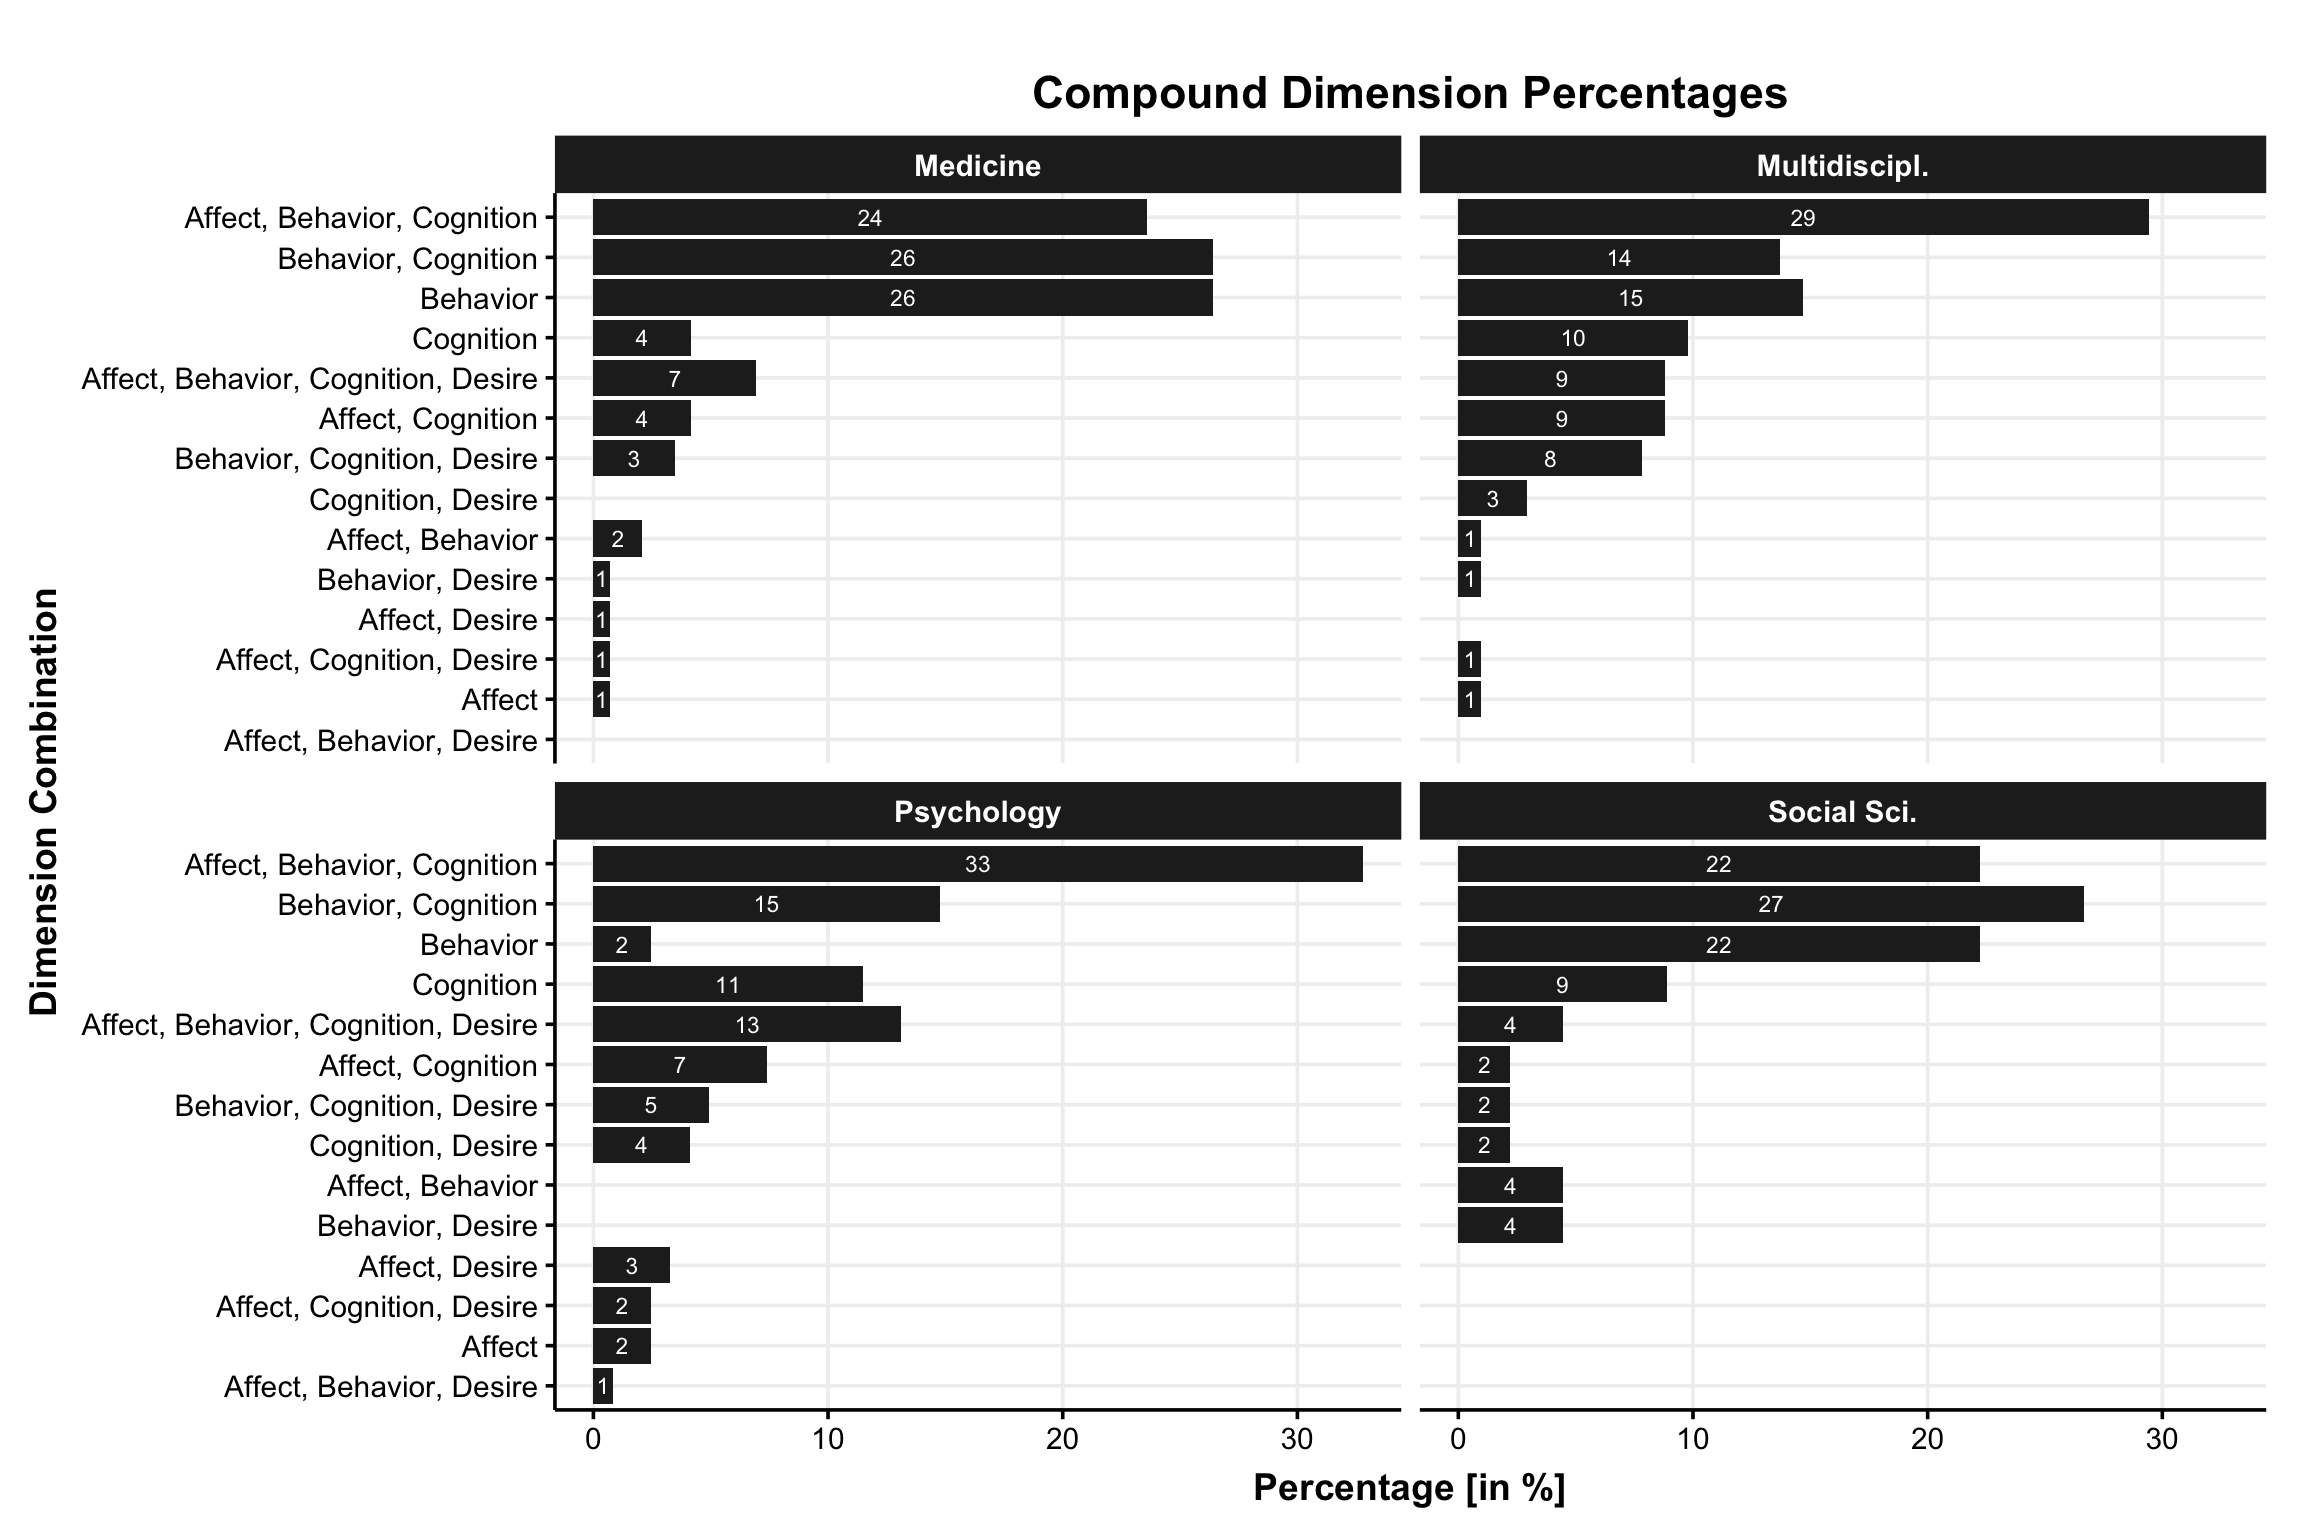 Compound Dimension Percentages
Medicine
Multidiscipl.
Affect, Behavior, Cognition 24 29
Behavior, Cognition 26 14
Behavior 26 15
Cognition 4 10
Affect, Behavior, Cognition, Desire 7 9
Affect, Cognition 4 9
Behavior, Cognition, Desire 3 8
Cognition, Desire 3
Affect, Behavior 2 1
Behavior, Desire 1 1
Affect, Desire 1
Affect, Cognition, Desire 1 1
Affect 1 1
Affect, Behavior, Desire
Dimension Combination
Psychology
Social Sci.
Affect, Behavior, Cognition 33 22
Behavior, Cognition 15 27
Behavior 2 22
Cognition 11 9
Affect, Behavior, Cognition, Desire 13 4
Affect, Cognition 7 2
Behavior, Cognition, Desire 5 2
Cognition, Desire 4 2
Affect, Behavior 4
Behavior, Desire 4
Affect, Desire 3
Affect, Cognition, Desire 2
Affect 2
Affect, Behavior, Desire 1
0 10 20 30 0 10 20 30
Percentage [in %]